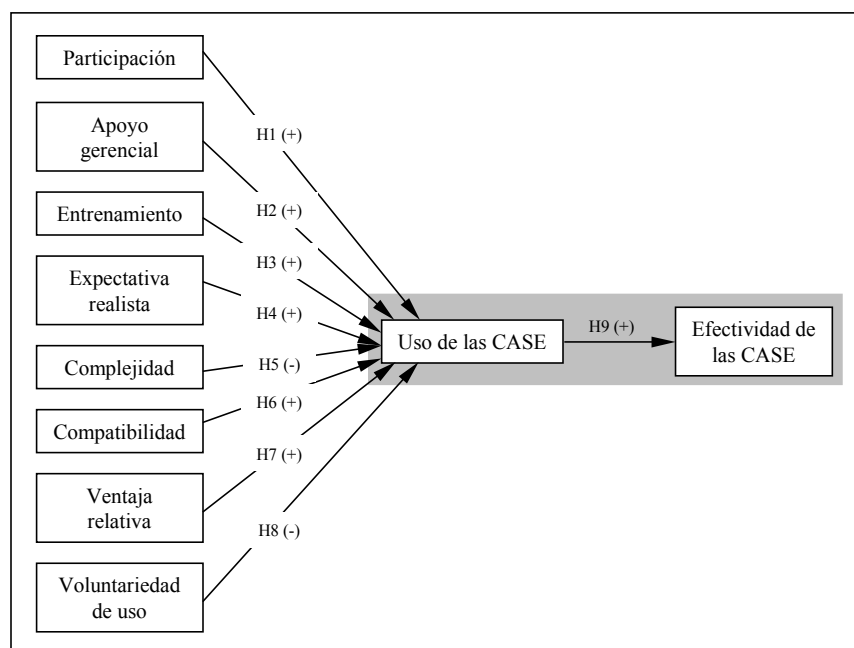 Participación
H1 (+)
Apoyo
gerencial
H2 (+)
Entrenamiento
H3 (+)
Expectativa
realista
H4 (+)
Uso de las CASE
H9 (+)
Efectividad de
las CASE
Complejidad
H5 (-)
Compatibilidad
H6 (+)
Ventaja
relativa
H7 (+)
Voluntariedad
de uso
H8 (-)